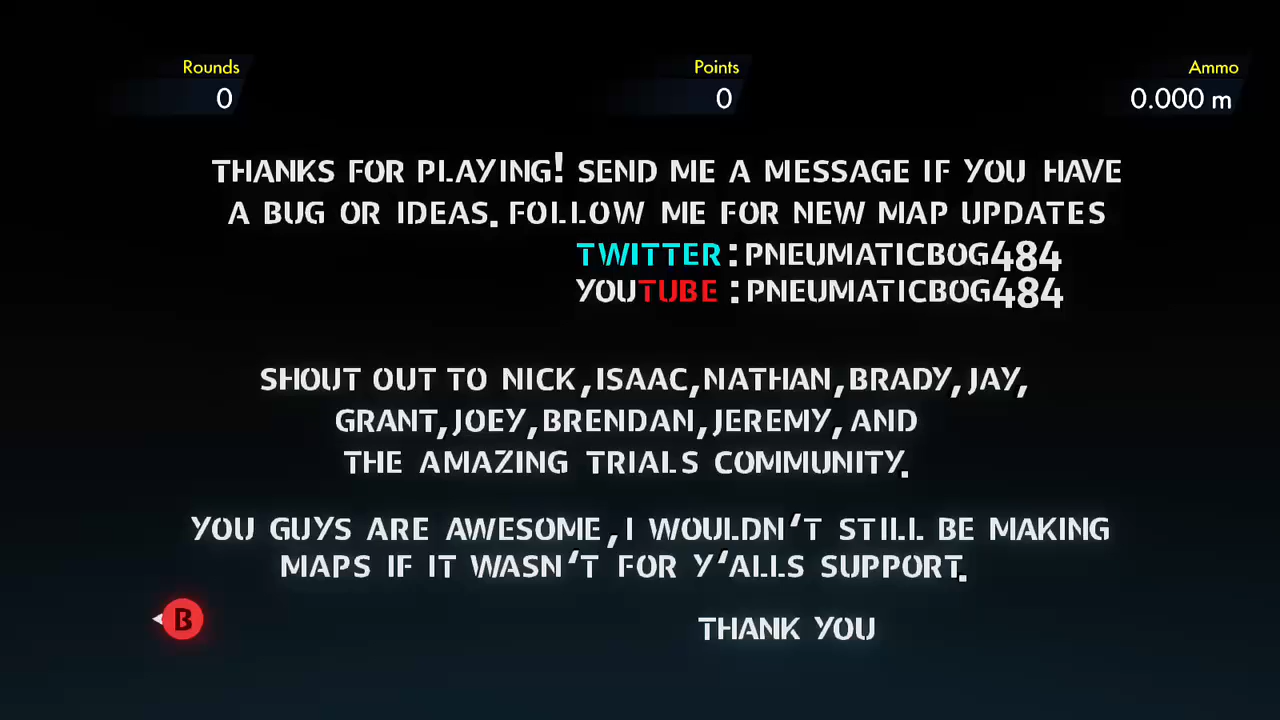 Rounds Points Ammo
0 0 0.000 m
THANKS FOR PLAYING! SEND ME A MESSAGE IF YOU HAVE
A BUG OR IDEAS. FOLLOW ME FOR NEW MAP UPDATES
TWITTER : PNEUMATICBOG484
YOUTUBE : PNEUMATICBOG484
SHOUT OUT TO NICK, ISAAC, NATHAN, BRADY, JAY,
GRANT, JOEY, BRENDAN, JEREMY, AND
THE AMAZING TRIALS COMMUNITY.
YOU GUYS ARE AWESOME, I WOULDN'T STILL BE MAKING
MAPS IF IT WASN'T FOR Y'ALLS SUPPORT.
B
THANK YOU